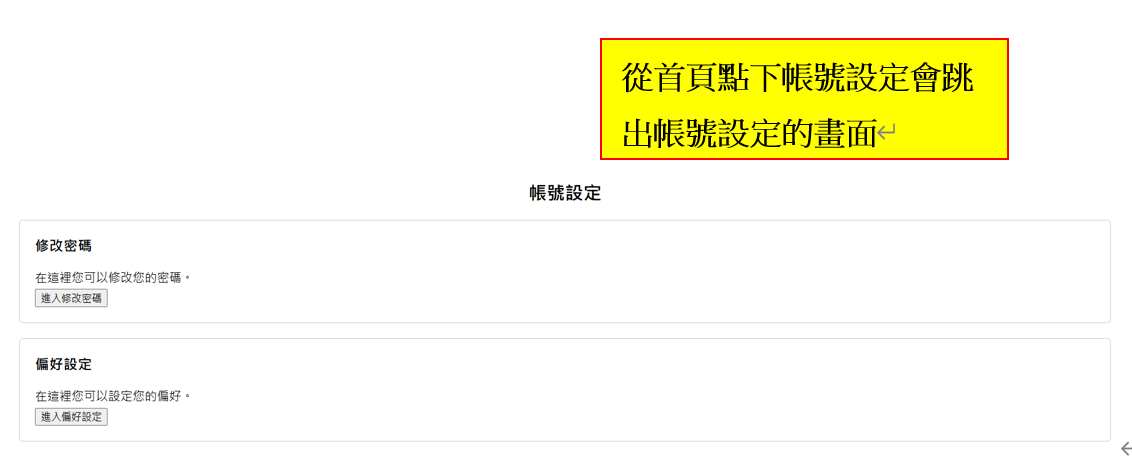 從首頁點下帳號設定會跳
出帳號設定的畫面
帳號設定
修改密碼
在這裡您可以修改您的密碼。
進入修改密碼
偏好設定
在這裡您可以設定您的偏好。
進入偏好設定